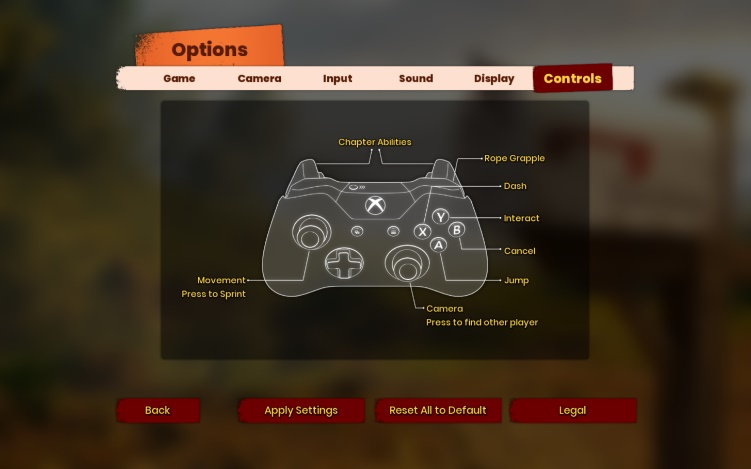 Options
Game
Camera
Input
Sound
Display
Controls
Chapter Abilities
Rope Grapple
Dash
Y
Interact
X
B
A
Cancel
Movement
Press to Sprint
Jump
Camera
Press to find other player
Back
Apply Settings
Reset All to Default
Legal